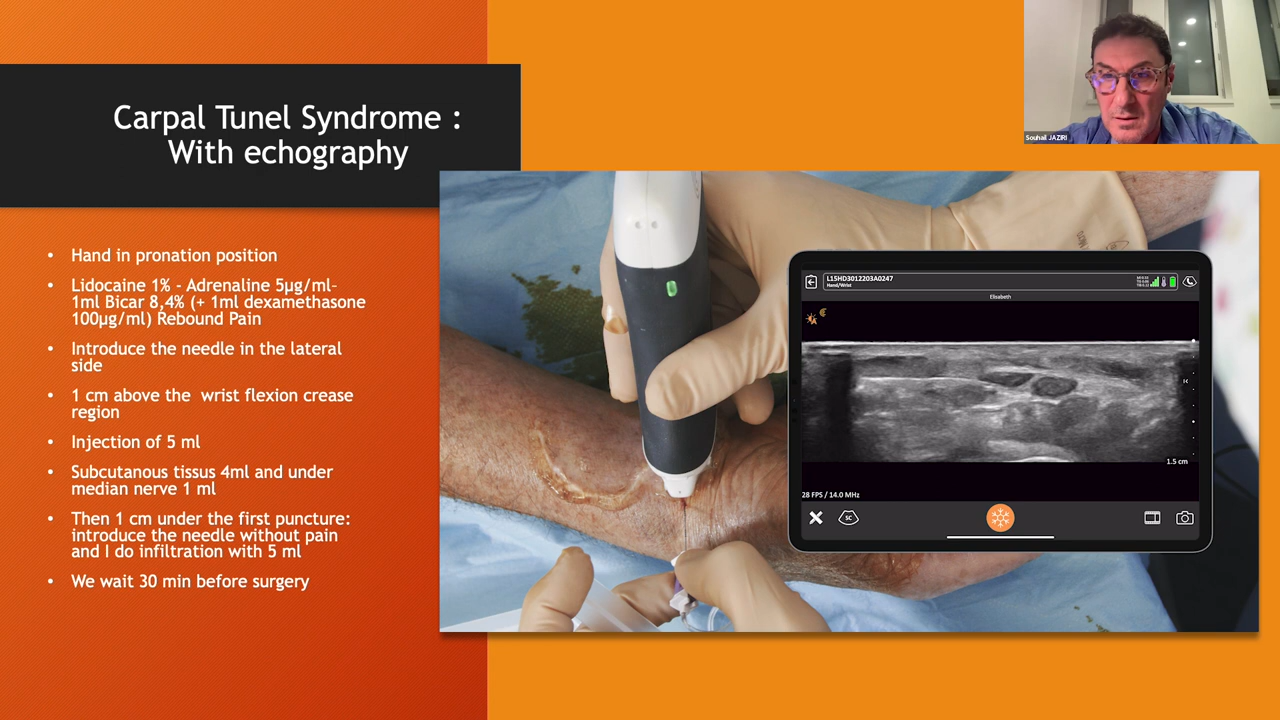 Carpal Tunel Syndrome :
With echography
• Hand in pronation position
• Lidocaine 1% - Adrenaline 5µg/ml-
1ml Bicar 8,4% (+ 1ml dexamethasone
100µg/ml) Rebound Pain
• Introduce the needle in the lateral
side
• 1 cm above the wrist flexion crease
region
• Injection of 5 ml
• Subcutanous tissus 4ml and under
median nerve 1 ml
• Then 1 cm under the first puncture:
introduce the needle without pain
and I do infiltration with 5 ml
• We wait 30 min before surgery
Souhail JAZIRI
L15HD3012203A0247
Hand/Wrist
Elisabeth
1.5 cm
28 FPS / 14.0 MHz
SC